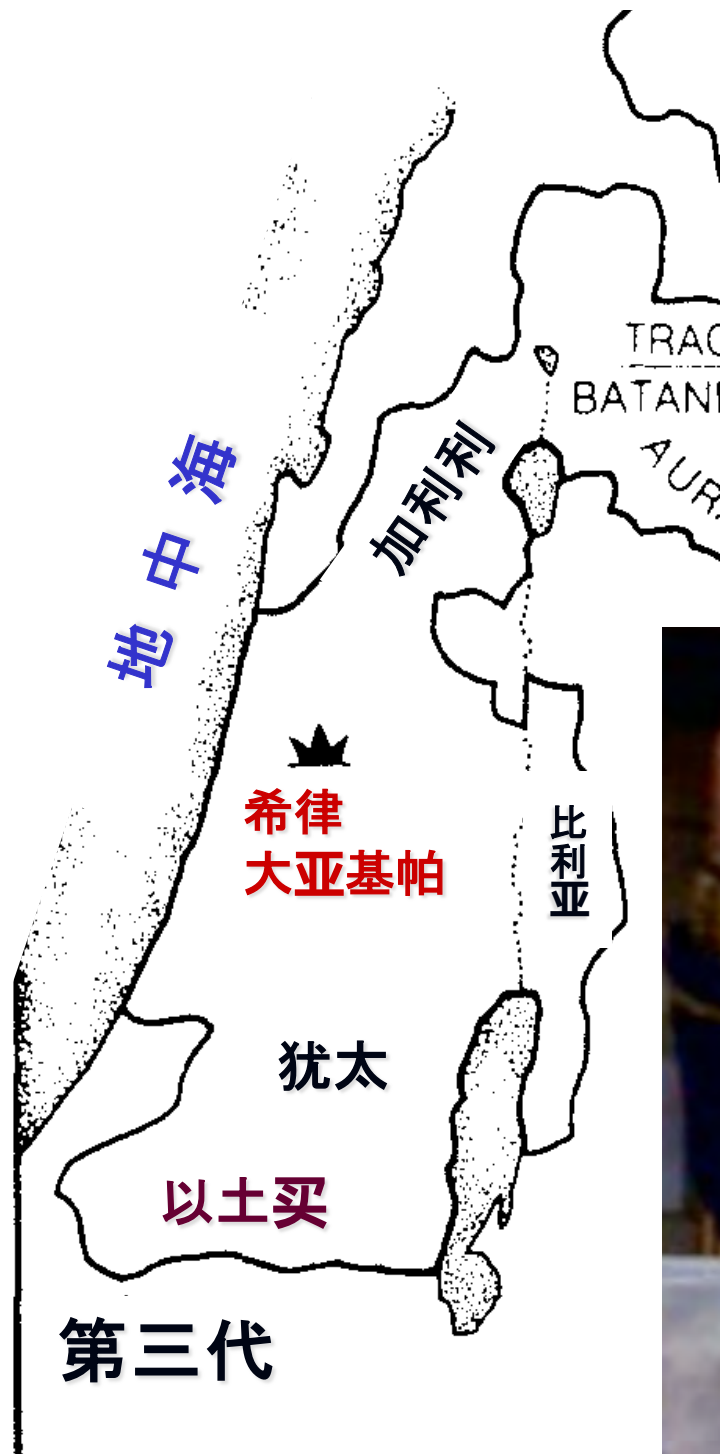 TRAC
BATAN
AUR
加利利
地中海
希律
大亚基帕
比利亚
犹太
以土买
第三代